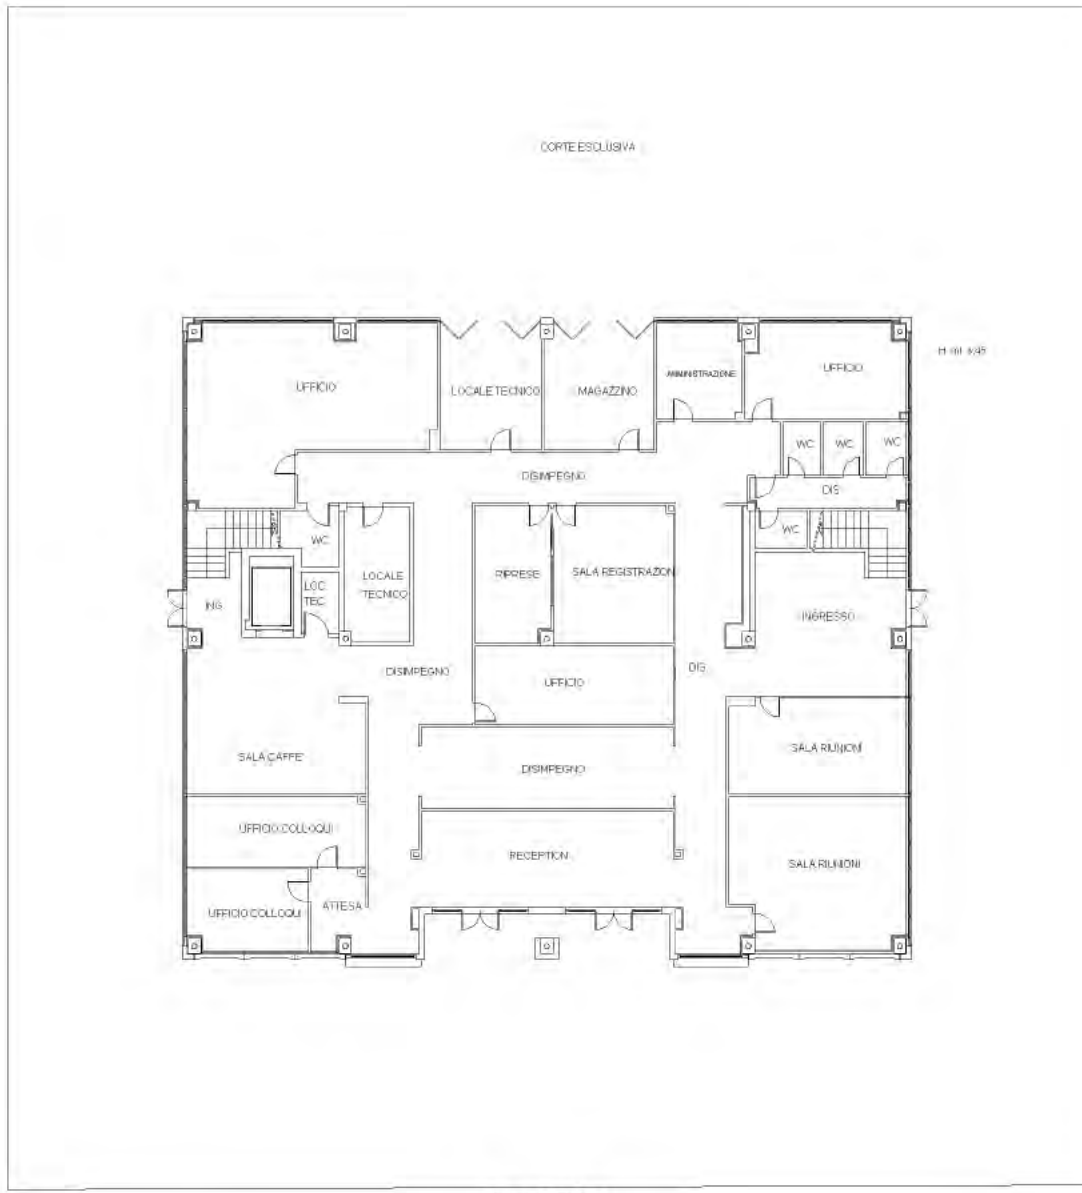 CORTE ESCLUSIVA
UFFICIO
LOCALE TECNICO
MAGAZZINO
AMMINISTRAZIONE
UFFICIO
WC
WC
WC
DISIMPEGNO
DIS
WC
WC
LOCALE
TECNICO
LOC
TEC
ING
RIPRESE
SALA REGISTRAZION
INGRESSO
DISIMPEGNO
UFFICIO
DIS
SALA CAFFE'
DISIMPEGNO
SALA RIUNIONI
UFFICIO COLLOQUI
RECEPTION
SALA RIUNIONI
UFFICIO COLLOQUI
ATTESA